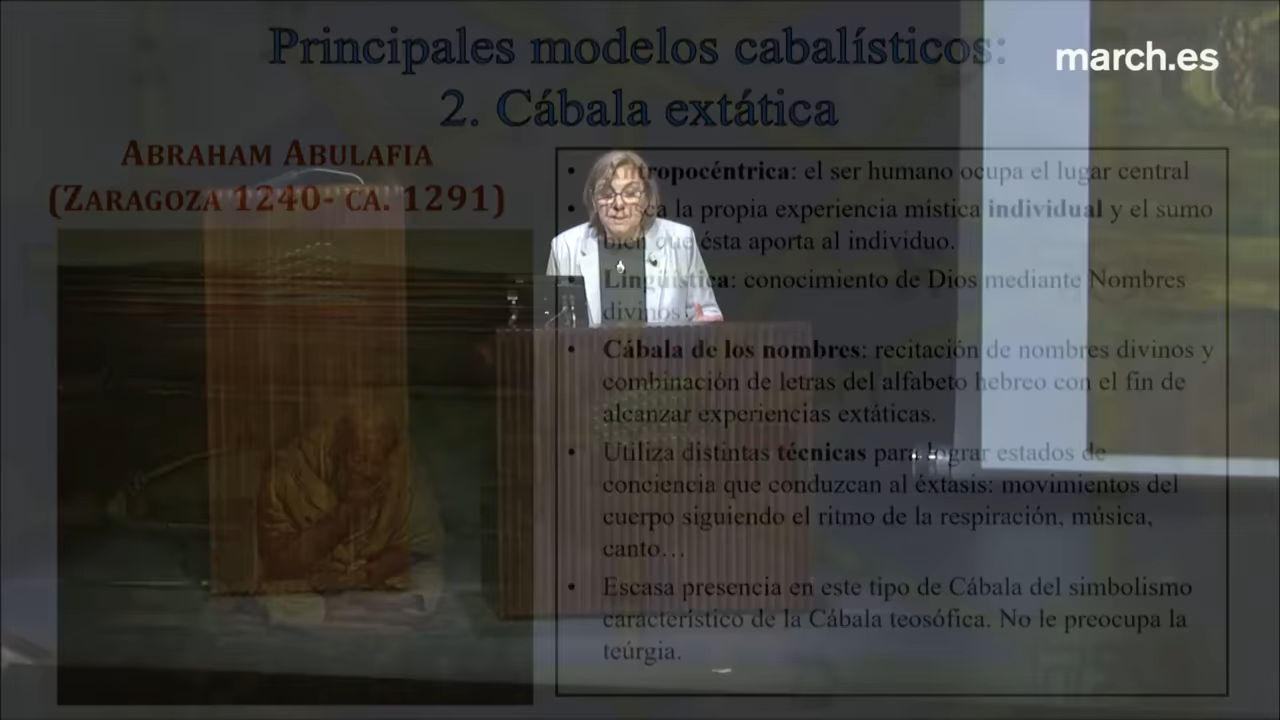 Principales modelos cabalísticos:
march.es
2. Cábala extática
ABRAHAM ABULAFIA
(ZARAGOZA 1240- CA. 1291)
ropocéntrica: el ser humano ocupa el lugar central
la propia experiencia mística individual y el sumo
bien que ésta aporta al individuo.
Lingüística: conocimiento de Dios mediante Nombres
divinos.
Cábala de los nombres: recitación de nombres divinos y
combinación de letras del alfabeto hebreo con el fin de
alcanzar experiencias extáticas.
Utiliza distintas técnicas para lograr estados de
conciencia que conduzcan al éxtasis: movimientos del
cuerpo siguiendo el ritmo de la respiración, música,
canto…
Escasa presencia en este tipo de Cábala del simbolismo
característico de la Cábala teosófica. No le preocupa la
teúrgia.